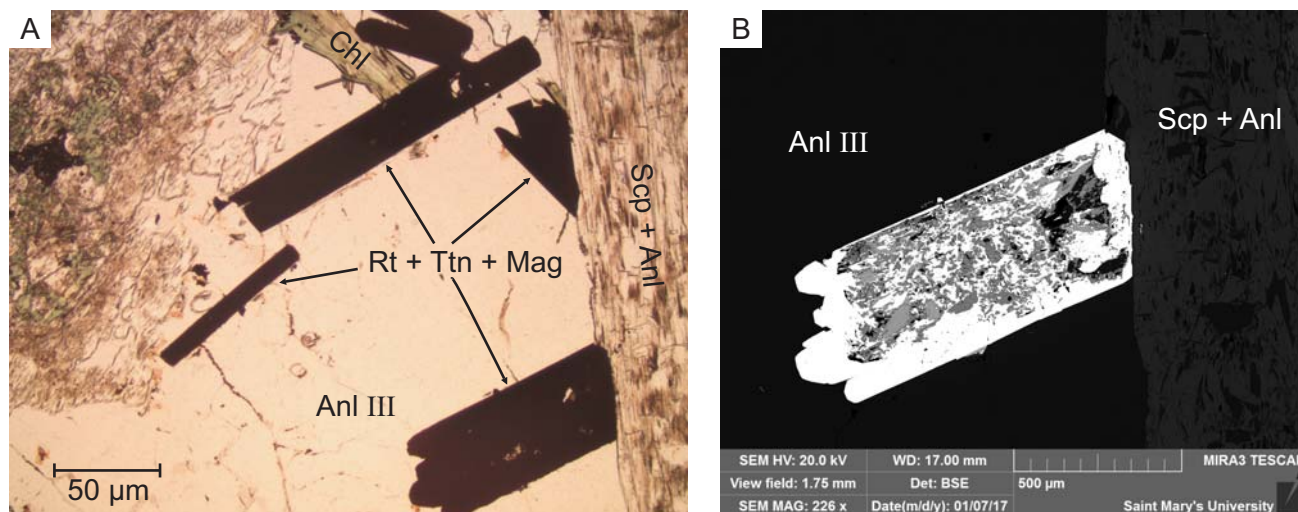 A
Chl
Scp + Anl
Rt + Ttn + Mag
Anl III
50 µm
B
Anl III
Scp + Anl
SEM HV: 20.0 kV
WD: 17.00 mm
MIRA3 TESCA
View field: 1.75 mm
Det: BSE
500 µm
SEM MAG: 226 x
Date(m/d/y): 01/07/17
Saint Mary's University